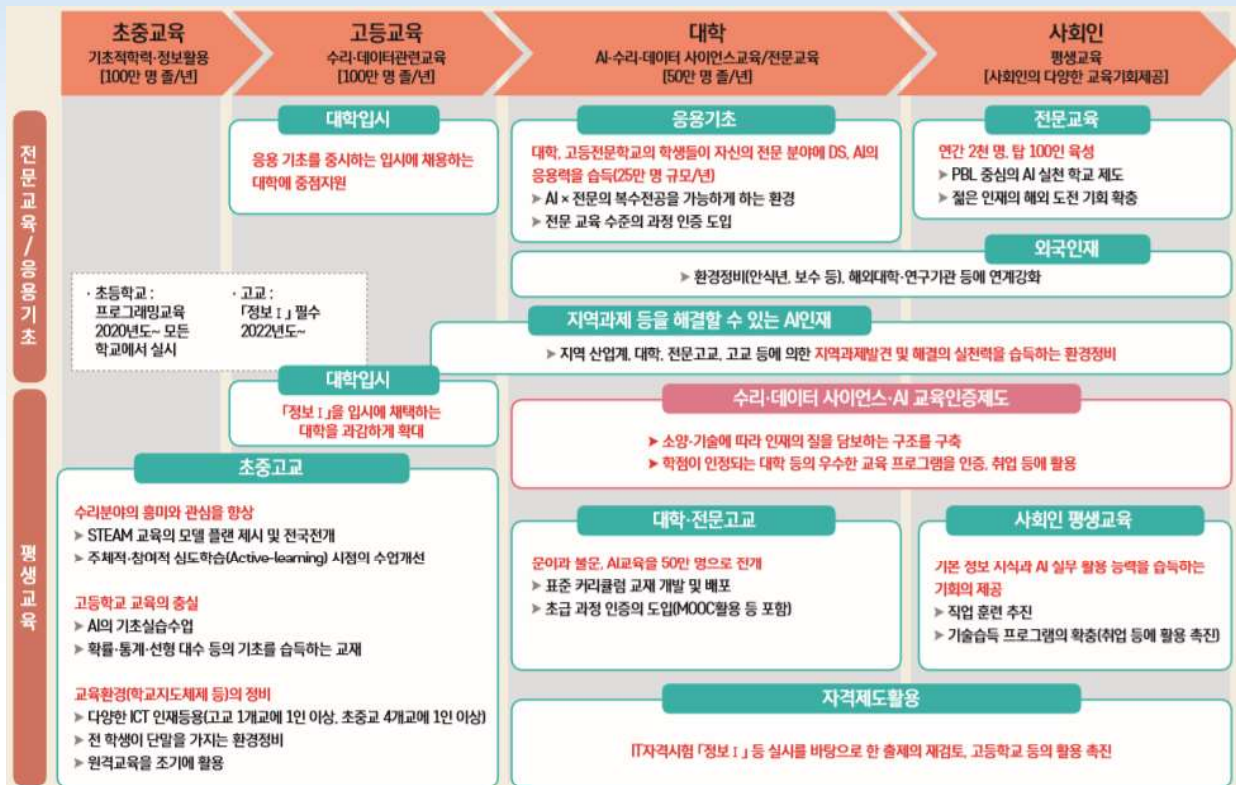 초중교육
기초적학력·정보활용
[100만 명 졸/년]
고등교육
수리·데이터관련교육
[100만 명 졸/년]
대학
AI·수리·데이터 사이언스교육/전문교육
[50만 명 졸/년]
사회인
평생교육
[사회인의 다양한 교육기회제공]
전문교육/응용기초
대학입시
응용 기초를 중시하는 입시에 채용하는
대학에 중점지원
응용기초
대학, 고등전문학교의 학생들이 자신의 전문 분야에 DS, AI의
응용력을 습득(25만 명 규모/년)
➤ AI × 전문의 복수전공을 가능하게 하는 환경
➤ 전문 교육 수준의 과정 인증 도입
전문교육
연간 2천 명, 탑 100인 육성
➤ PBL 중심의 AI 실천 학교 제도
➤ 젊은 인재의 해외 도전 기회 확충
외국인재
➤ 환경정비(안식년, 보수 등), 해외대학·연구기관 등에 연계강화
· 초등학교 :
프로그래밍교육
2020년도~ 모든
학교에서 실시
· 고교 :
「정보 I」 필수
2022년도~
지역과제 등을 해결할 수 있는 AI인재
➤ 지역 산업계, 대학, 전문고교, 고교 등에 의한 지역과제발견 및 해결의 실천력을 습득하는 환경정비
평생교육
대학입시
「정보 I」을 입시에 채택하는
대학을 과감하게 확대
수리·데이터 사이언스·AI 교육인증제도
➤ 소양·기술에 따라 인재의 질을 담보하는 구조를 구축
➤ 학점이 인정되는 대학 등의 우수한 교육 프로그램을 인증, 취업 등에 활용
초중고교
수리분야의 흥미와 관심을 향상
➤ STEAM 교육의 모델 플랜 제시 및 전국전개
➤ 주체적·참여적 심도학습(Active-learning) 시점의 수업개선
고등학교 교육의 충실
➤ AI의 기초실습수업
➤ 확률·통계·선형 대수 등의 기초를 습득하는 교재
교육환경(학교지도체제 등)의 정비
➤ 다양한 ICT 인재등용(고교 1개교에 1인 이상, 초중교 4개교에 1인 이상)
➤ 전 학생이 단말을 가지는 환경정비
➤ 원격교육을 조기에 활용
대학·전문고교
문이과 불문, AI교육을 50만 명으로 전개
➤ 표준 커리큘럼 교재 개발 및 배포
➤ 초급 과정 인증의 도입(MOOC활용 등 포함)
사회인 평생교육
기본 정보 지식과 AI 실무 활용 능력을 습득하는
기회의 제공
➤ 직업 훈련 추진
➤ 기술습득 프로그램의 확충(취업 등에 활용 촉진)
자격제도활용
IT자격시험 「정보 I」 등 실시를 바탕으로 한 출제의 재검토, 고등학교 등의 활용 촉진